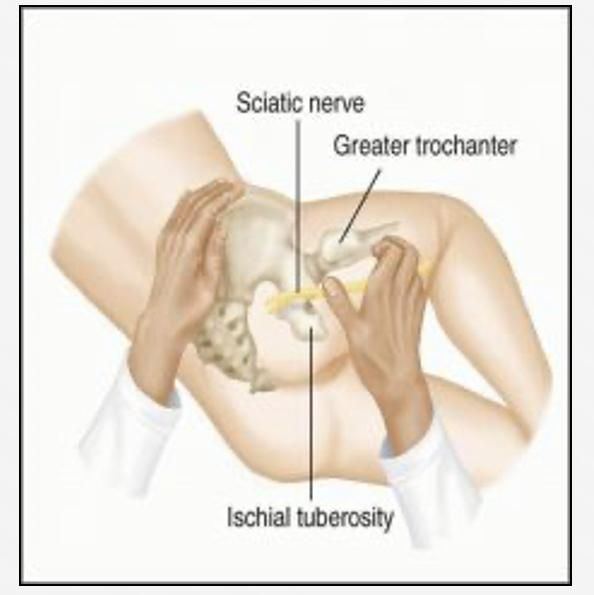 Sciatic nerve
Greater trochanter
Ischial tuberosity